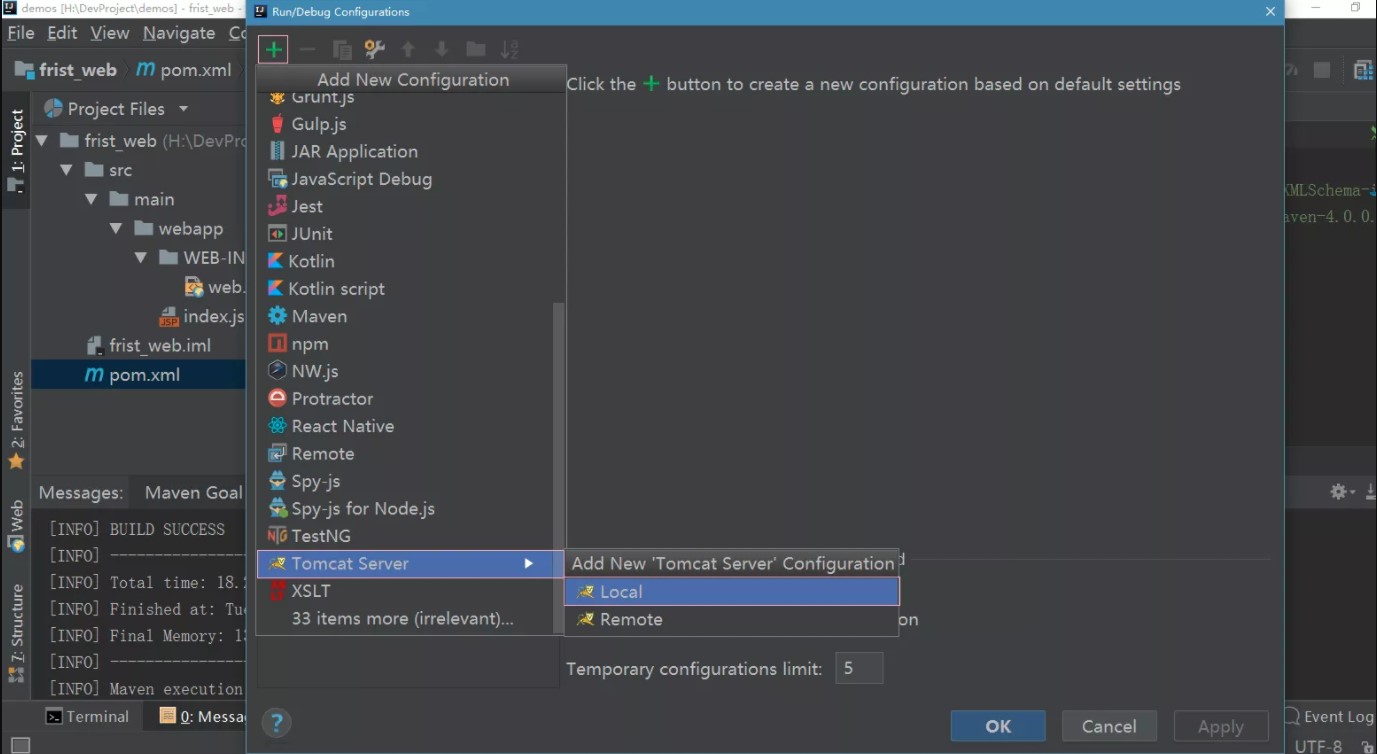 demos [H:\DevProject\demos] - frist_web -
Run/Debug Configurations
File Edit View Navigate
frist_web pom.xml
Add New Configuration
Click the + button to create a new configuration based on default settings
Project Files
1: Project
frist_web (H:\DevPro
src
main
webapp
WEB-IN
web.
index.js
frist_web.iml
pom.xml
Grunt.js
Gulp.js
JAR Application
JavaScript Debug
Jest
JUnit
Kotlin
Kotlin script
Maven
npm
NW.js
Protractor
React Native
Remote
Spy-js
Spy-js for Node.js
TestNG
Tomcat Server
XSLT
33 items more (irrelevant)...
Add New 'Tomcat Server' Configuration
Local
Remote
on
Temporary configurations limit: 5
XMLSchema-i
aven-4.0.0.
2: Favorites
Web
7: Structure
Messages: Maven Goal
[INFO] BUILD SUCCESS
[INFO] ----------------
[INFO] Total time: 18.2
[INFO] Finished at: Tue
[INFO] Final Memory: 13
[INFO] ----------------
[INFO] Maven execution
Terminal
0: Messa
?
OK
Cancel
Apply
Event Log
UTF-8